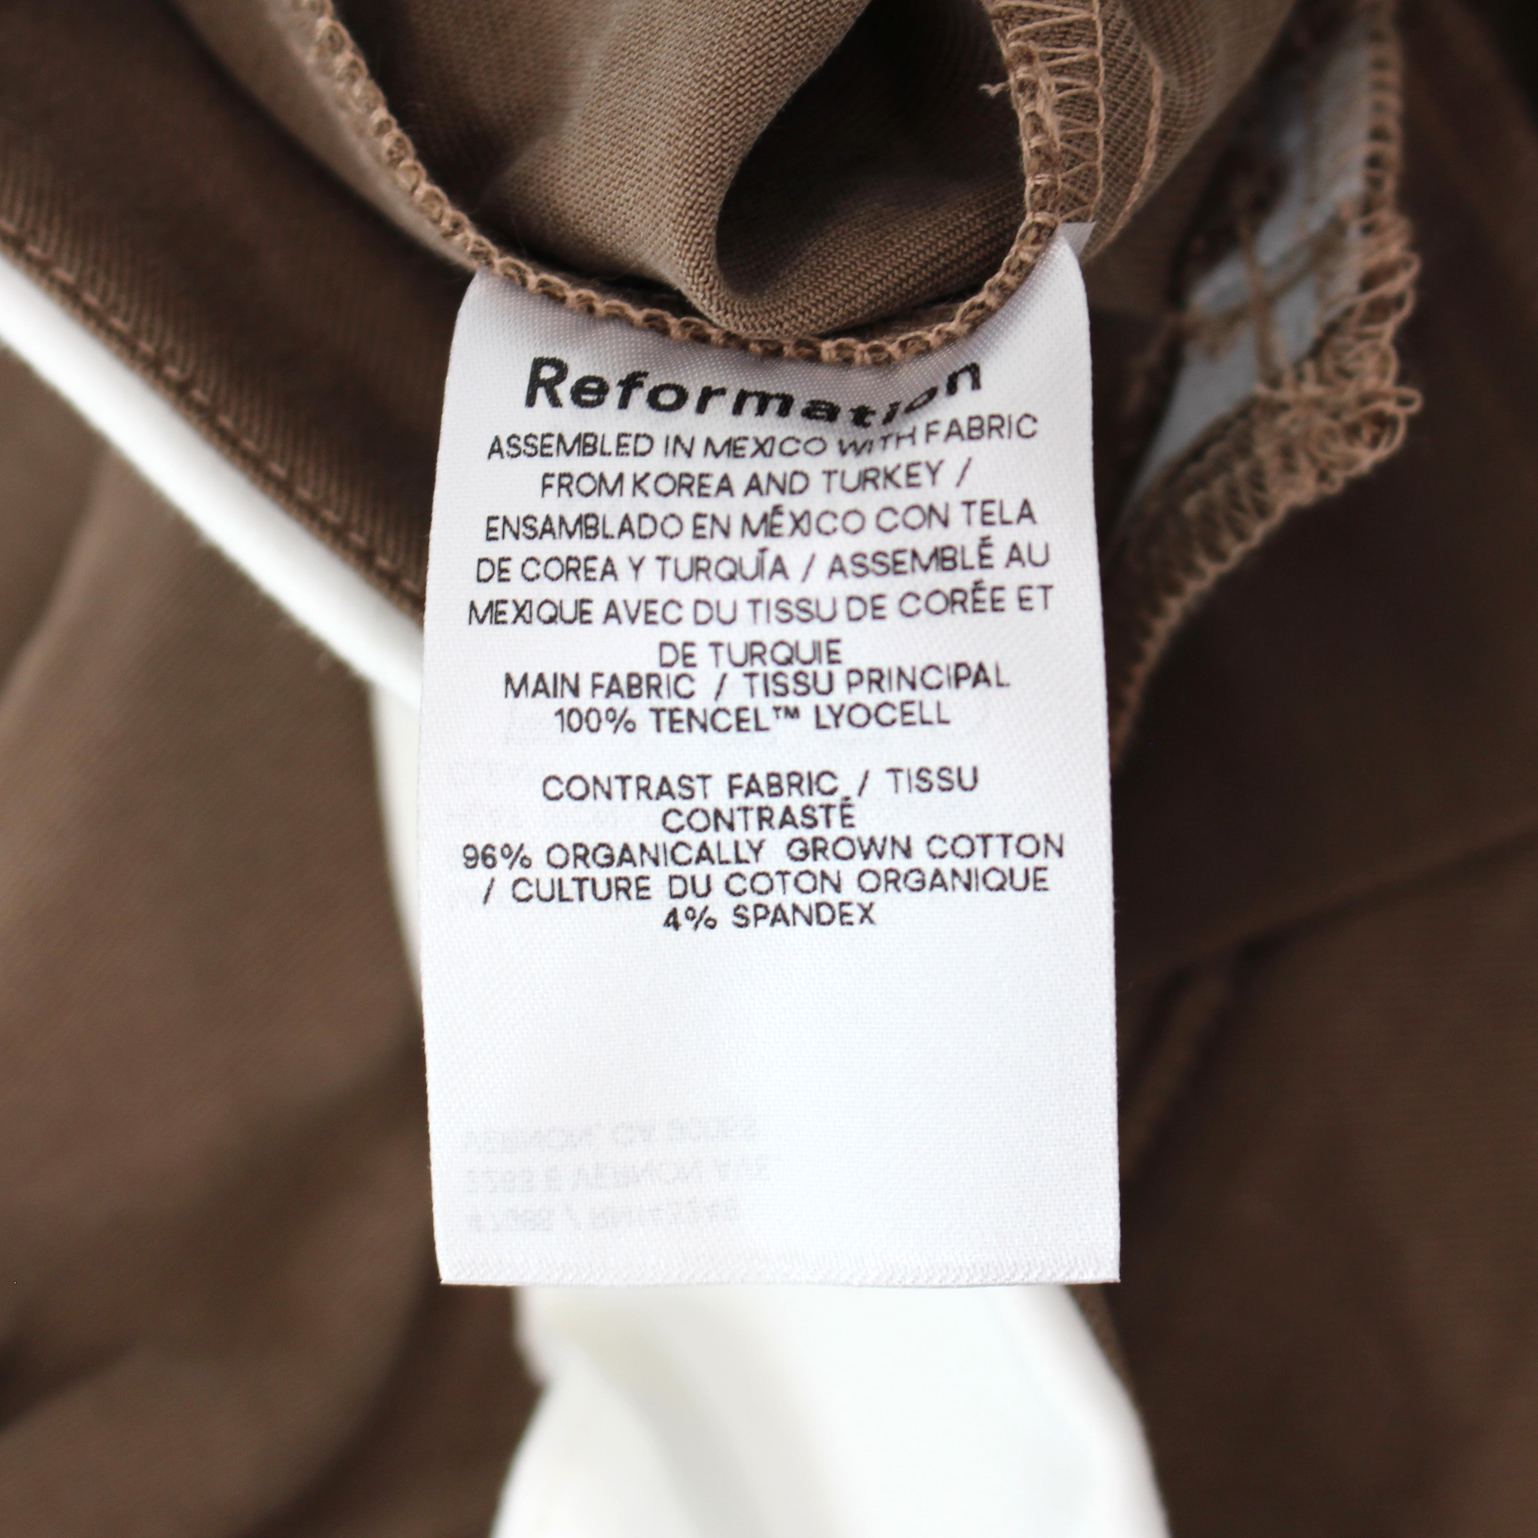 Reformation
ASSEMBLED IN MEXICO WITH FABRIC
FROM KOREA AND TURKEY /
ENSAMBLADO EN MÉXICO CON TELA
DE COREA Y TURQUÍA / ASSEMBLÉ AU
MEXIQUE AVEC DU TISSU DE CORÉE ET
DE TURQUIE
MAIN FABRIC / TISSU PRINCIPAL
100% TENCEL™ LYOCELL
CONTRAST FABRIC / TISSU
CONTRASTÉ
96% ORGANICALLY GROWN COTTON
/ CULTURE DU COTON ORGANIQUE
4% SPANDEX